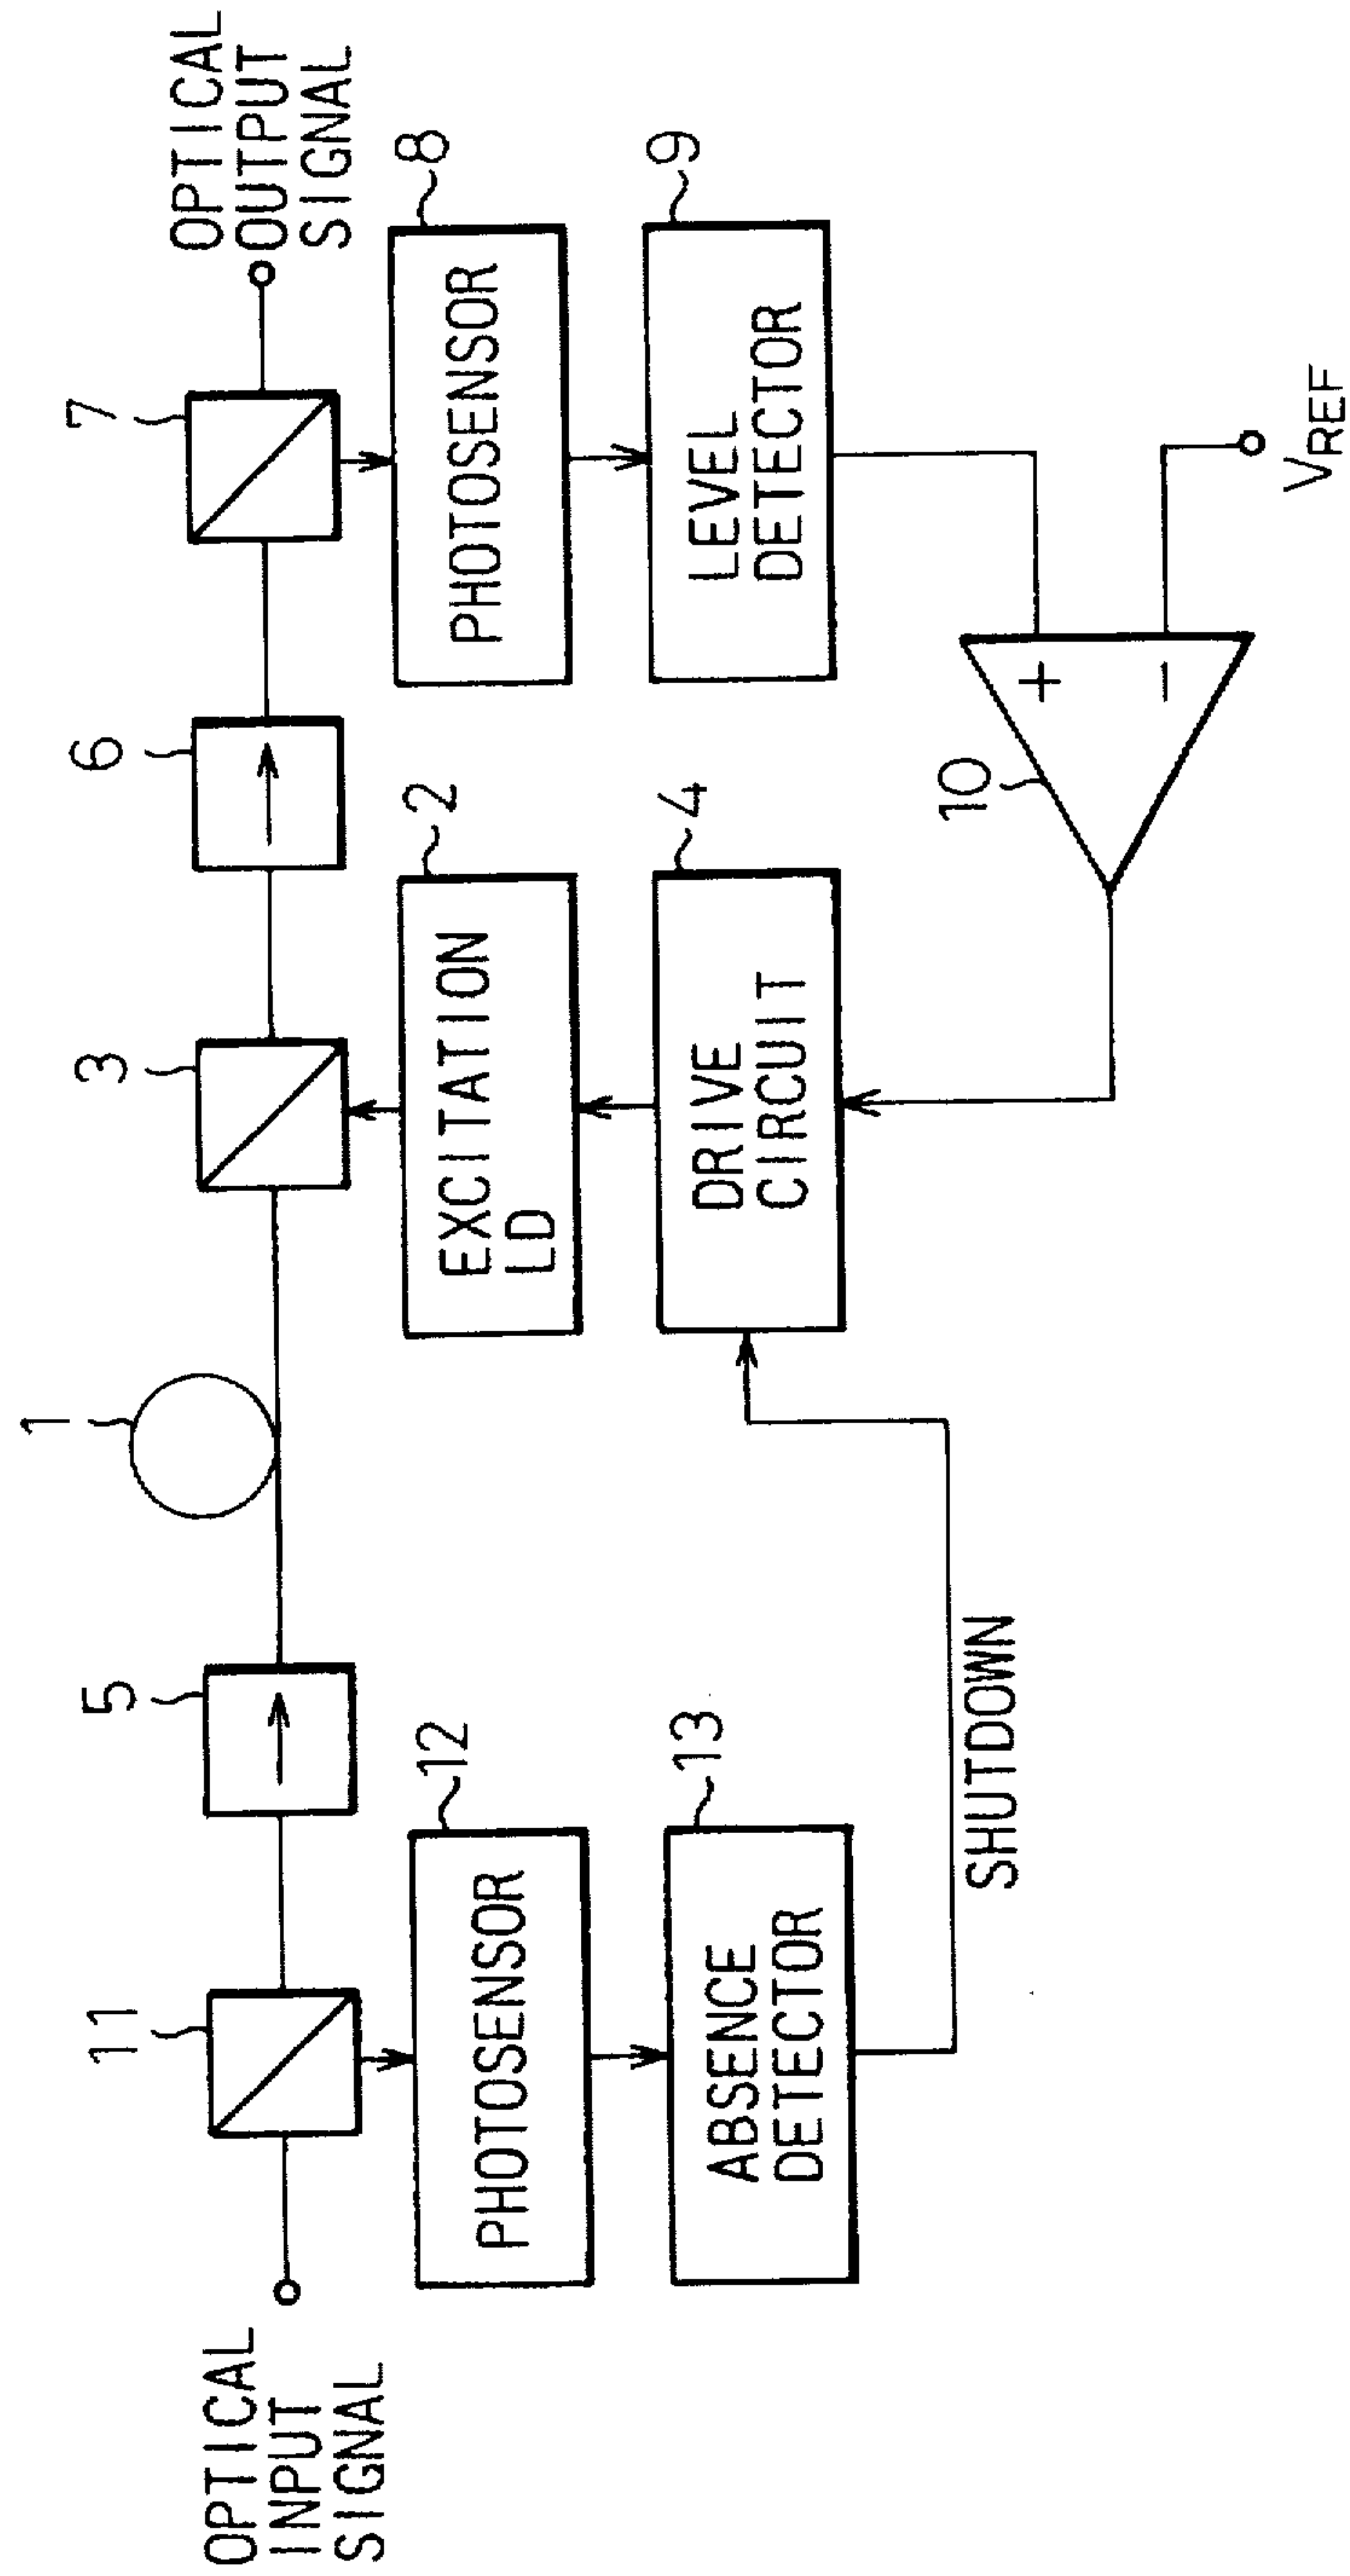 OPTICAL
INPUT
SIGNAL
11
5
1
3
6
7
OPTICAL
OUTPUT
SIGNAL
12
PHOTOSENSOR
2
EXCITATION
LD
8
PHOTOSENSOR
13
ABSENCE
DETECTOR
4
DRIVE
CIRCUIT
9
LEVEL
DETECTOR
SHUTDOWN
10
+
−
VREF